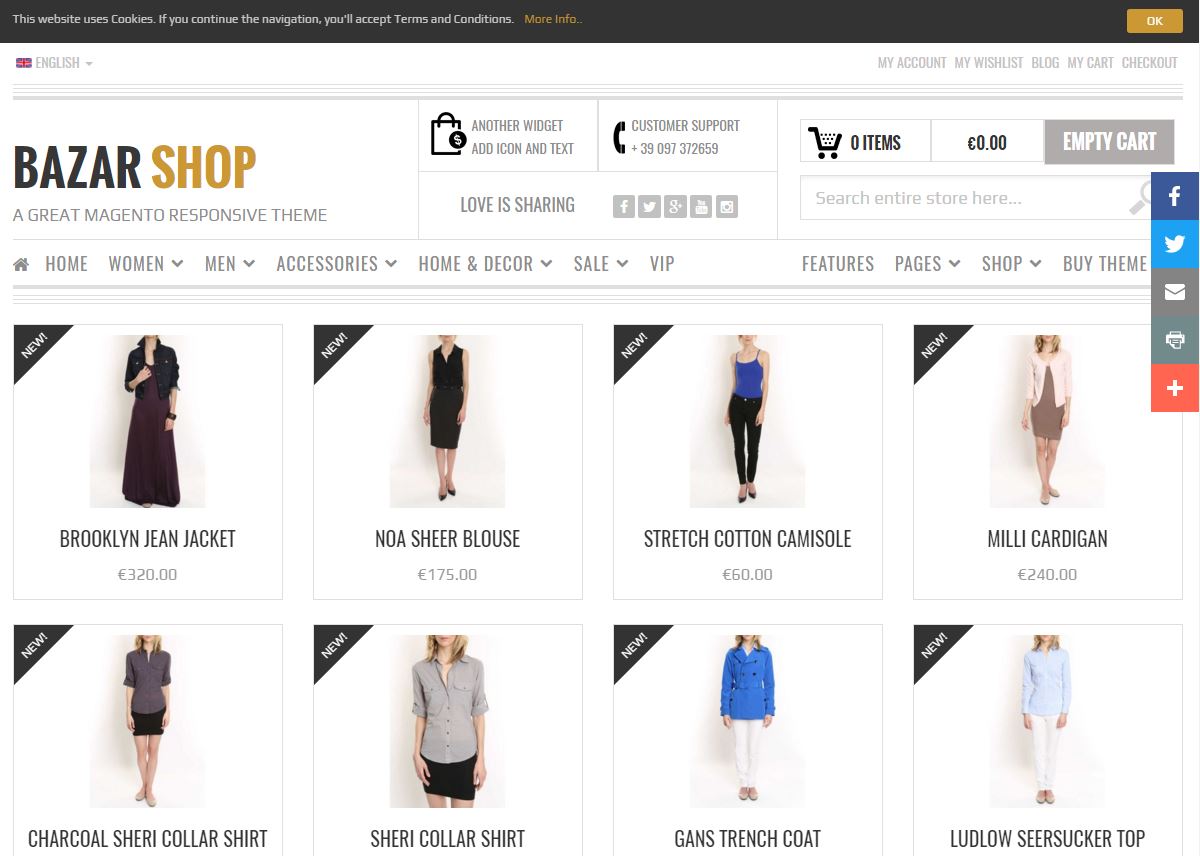 This website uses Cookies. If you continue the navigation, you'll accept Terms and Conditions. More Info..
OK
ENGLISH
MY ACCOUNT MY WISHLIST BLOG MY CART CHECKOUT
BAZAR SHOP
A GREAT MAGENTO RESPONSIVE THEME
ANOTHER WIDGET
ADD ICON AND TEXT
CUSTOMER SUPPORT
+ 39 097 372659
LOVE IS SHARING
0 ITEMS
€0.00
EMPTY CART
Search entire store here...
HOME WOMEN MEN ACCESSORIES HOME & DECOR SALE VIP
FEATURES PAGES SHOP BUY THEME
NEW! NEW! NEW! NEW!
BROOKLYN JEAN JACKET
€320.00
NOA SHEER BLOUSE
€175.00
STRETCH COTTON CAMISOLE
€60.00
MILLI CARDIGAN
€240.00
NEW! NEW! NEW! NEW!
CHARCOAL SHERI COLLAR SHIRT
SHERI COLLAR SHIRT
GANS TRENCH COAT
LUDLOW SEERSUCKER TOP